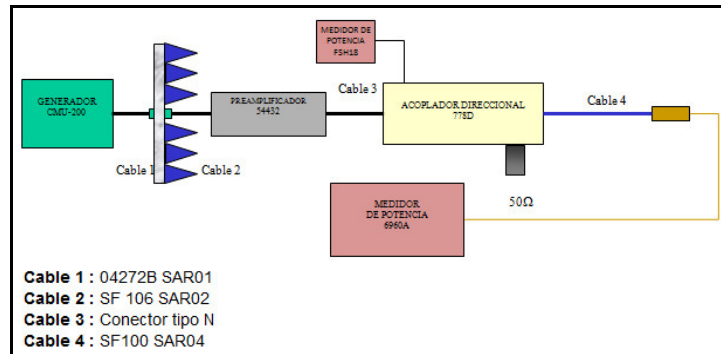 MEDIDOR DE
POTENCIA
FSH18
GENERADOR
CMU-200
PREAMPLIFICADOR
54432
Cable 3
ACOPLADOR DIRECCIONAL
778D
Cable 4
Cable 1
Cable 2
50Ω
MEDIDOR
DE POTENCIA
6960A
Cable 1 : 04272B SAR01
Cable 2 : SF 106 SAR02
Cable 3 : Conector tipo N
Cable 4 : SF100 SAR04